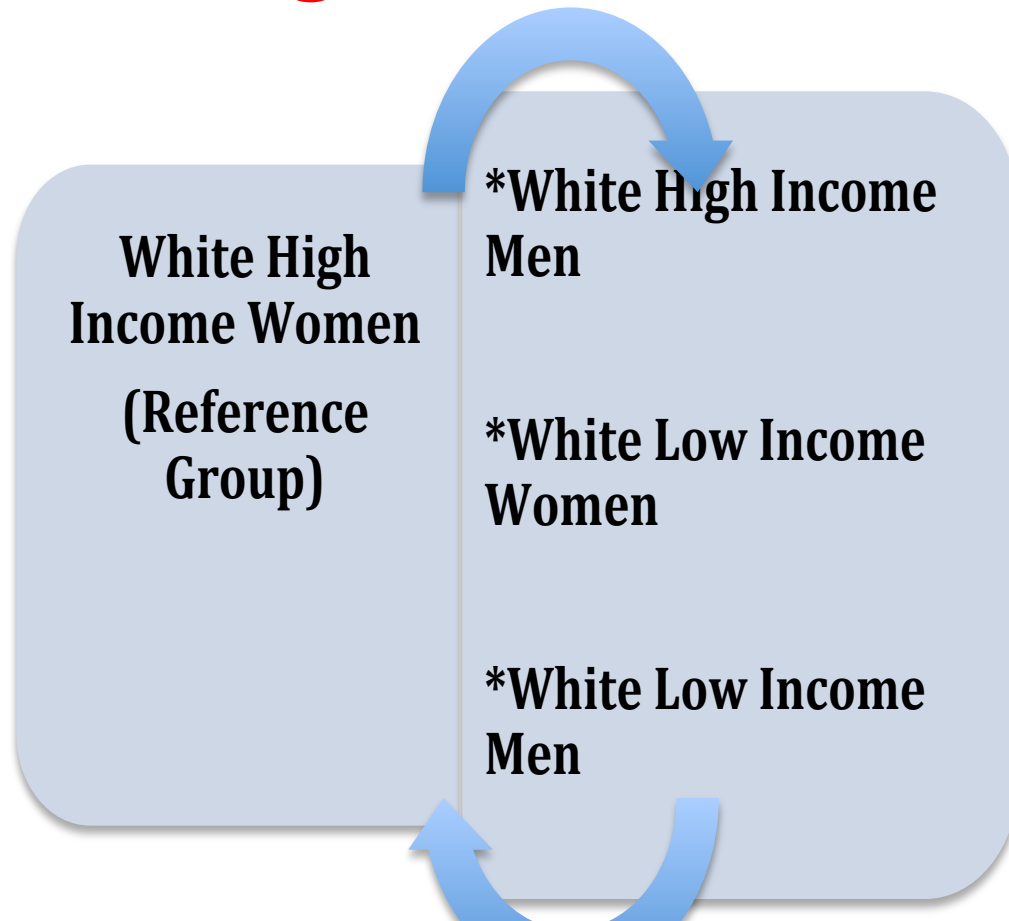 White High
Income Women
(Reference
Group)
*White High Income
Men
*White Low Income
Women
*White Low Income
Men